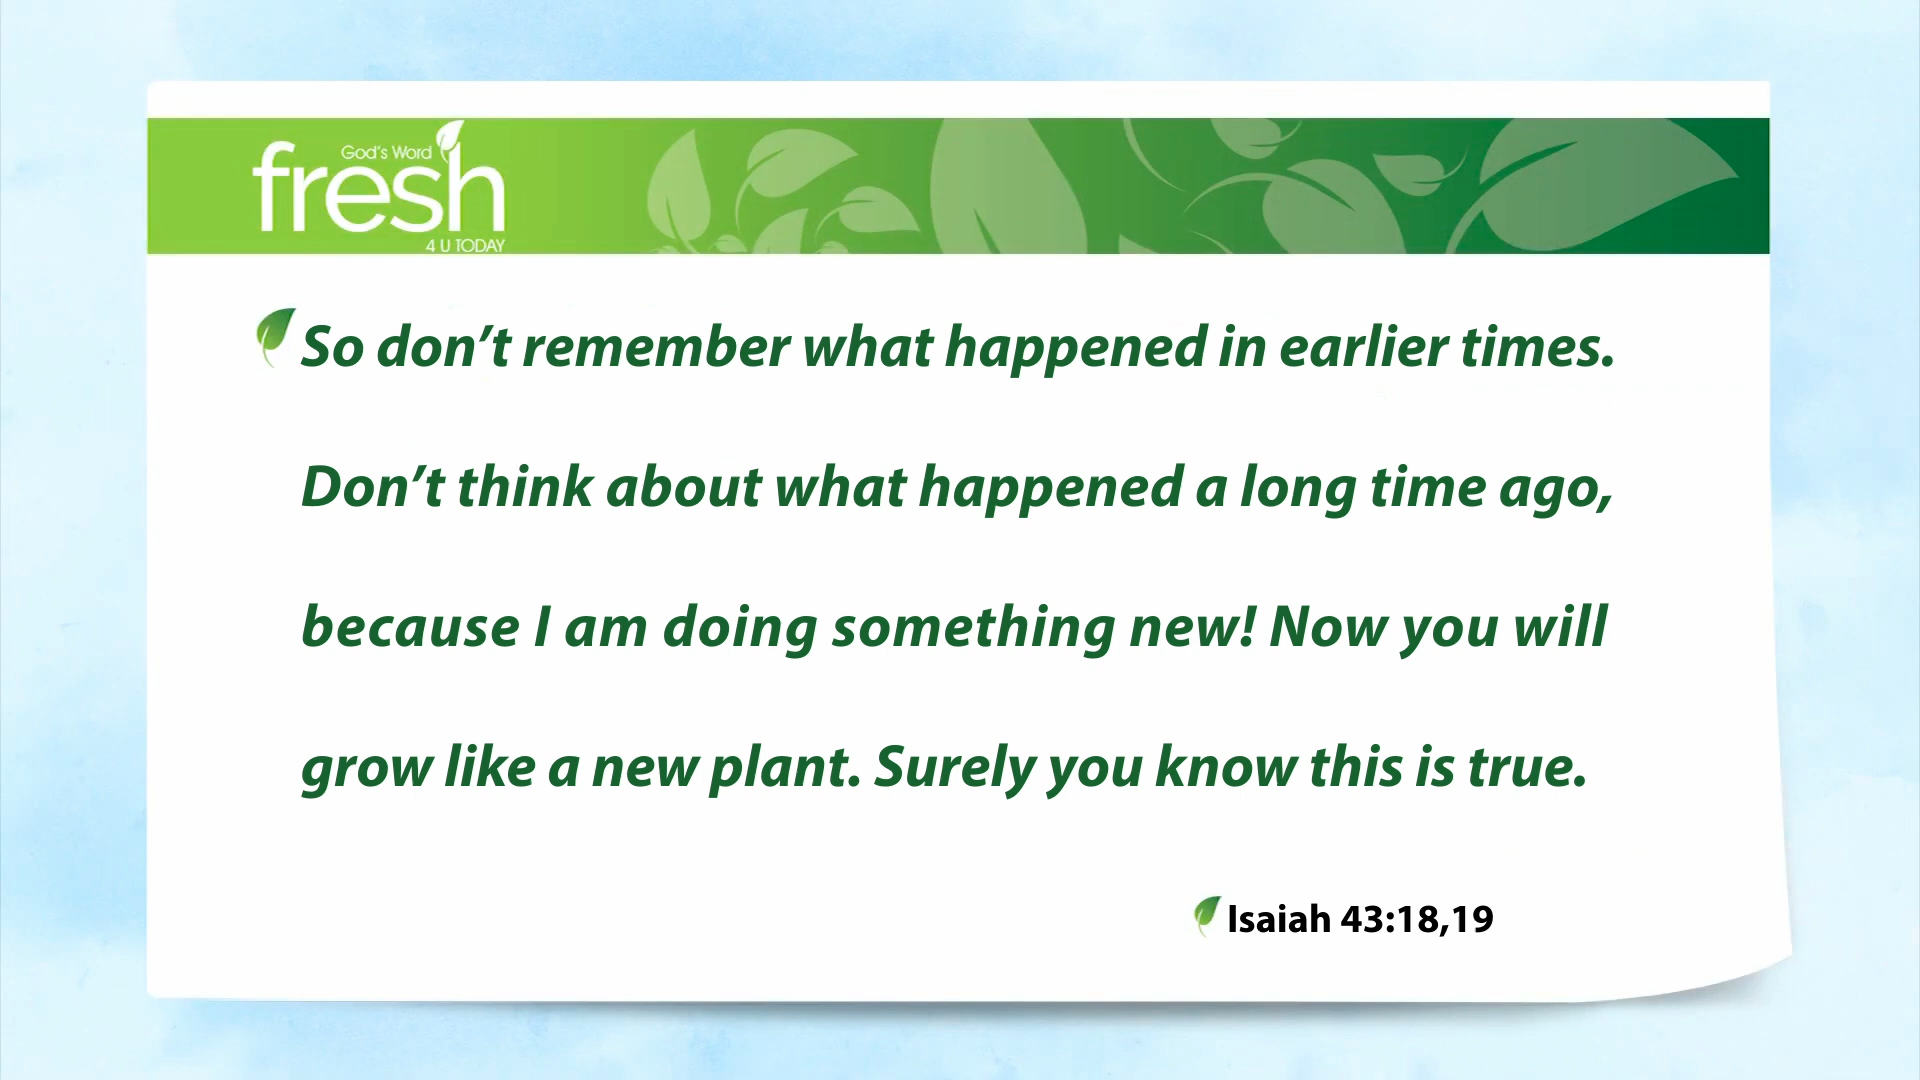 God's Word
fresh
4 U TODAY
So don’t remember what happened in earlier times.
Don’t think about what happened a long time ago,
because I am doing something new! Now you will
grow like a new plant. Surely you know this is true.
Isaiah 43:18,19